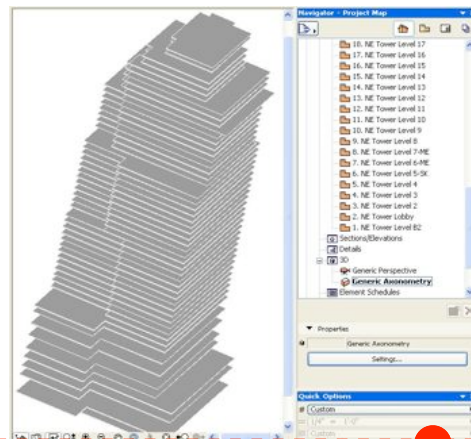 Navigator - Project Map
18. NE Tower Level 17
17. NE Tower Level 16
16. NE Tower Level 15
15. NE Tower Level 14
14. NE Tower Level 13
13. NE Tower Level 12
12. NE Tower Level 11
11. NE Tower Level 10
10. NE Tower Level 9
9. NE Tower Level 8
8. NE Tower Level 7-ME
7. NE Tower Level 6-ME
6. NE Tower Level 5-SK
5. NE Tower Level 4
4. NE Tower Level 3
3. NE Tower Level 2
2. NE Tower Lobby
1. NE Tower Level B2
Sections/Elevations
Details
3D
Generic Perspective
Generic Axonometry
Element Schedules
Properties
Generic Axonometry
Settings...
Quick Options
Custom
1/4" = 1'-0"
Custom